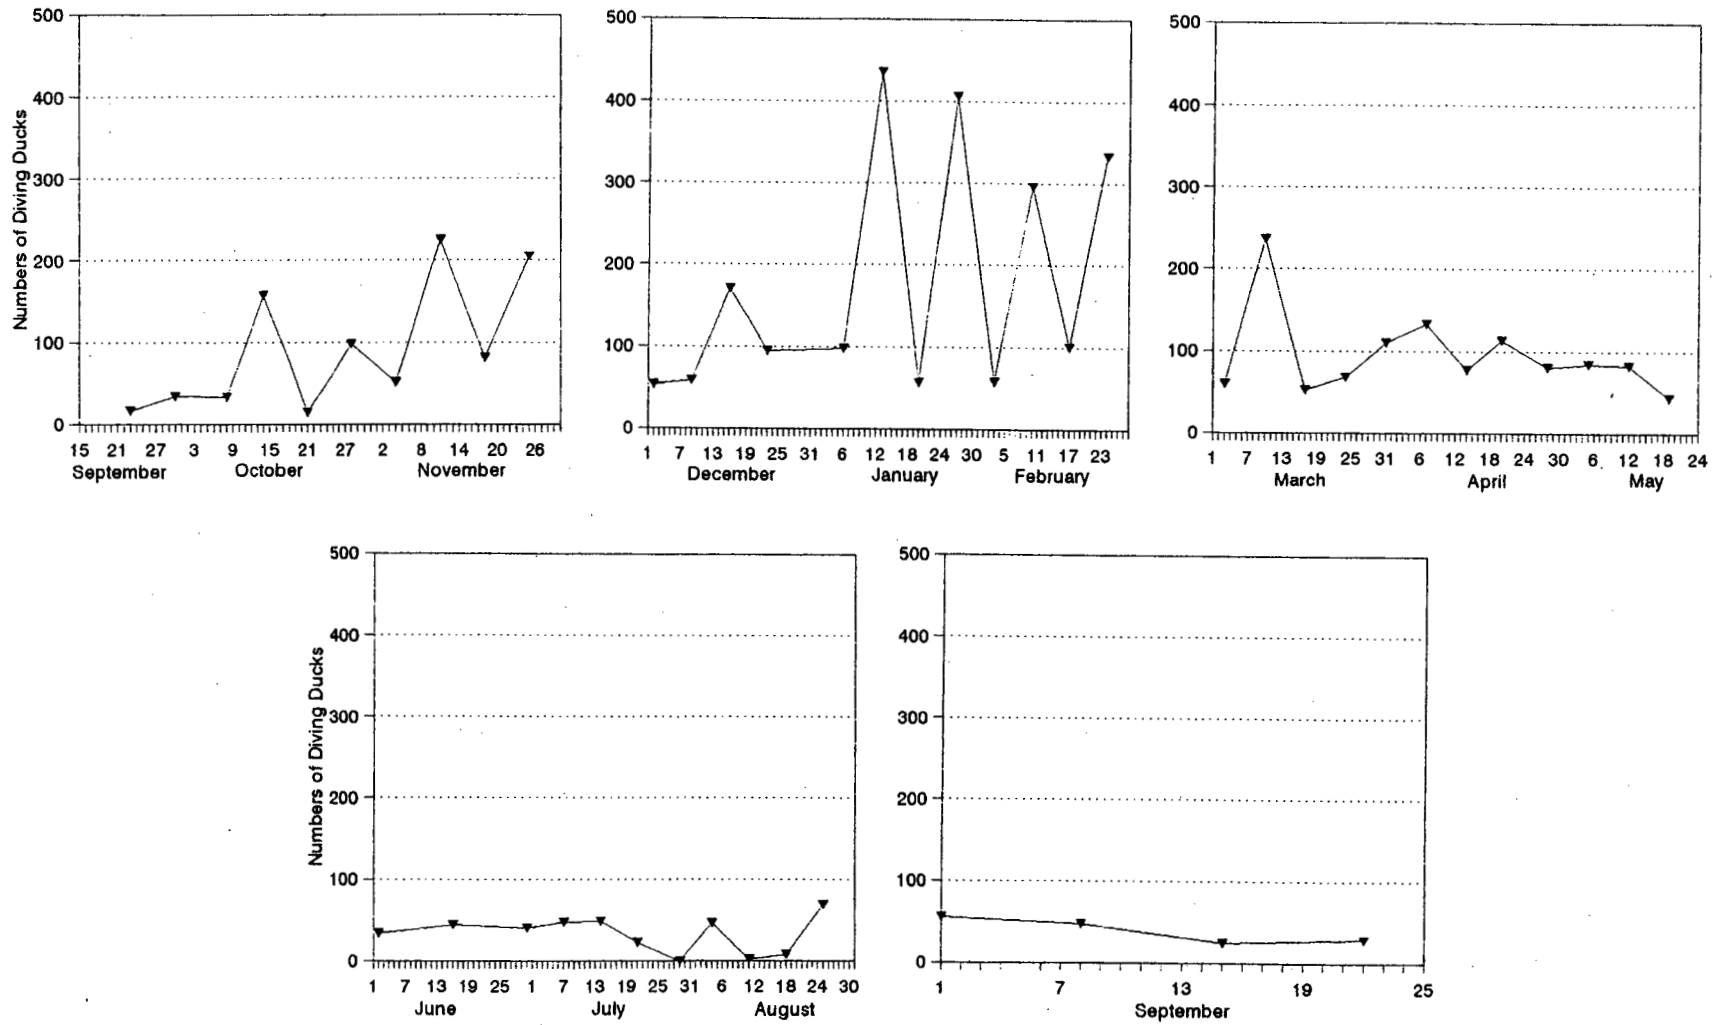 500
400
300
200
100
0
Numbers of Diving Ducks
15 21 27 3 9 15 21 27 2 8 14 20 26
September October November
500
400
300
200
100
0
1 7 13 19 25 31 6 12 18 24 30 5 11 17 23
December January February
500
400
300
200
100
0
1 7 13 19 25 31 6 12 18 24 30 6 12 18 24
March April May
500
400
300
200
100
0
Numbers of Diving Ducks
1 7 13 19 25 1 7 13 19 25 31 6 12 18 24 30
June July August
500
400
300
200
100
0
1 7 13 19 25
September